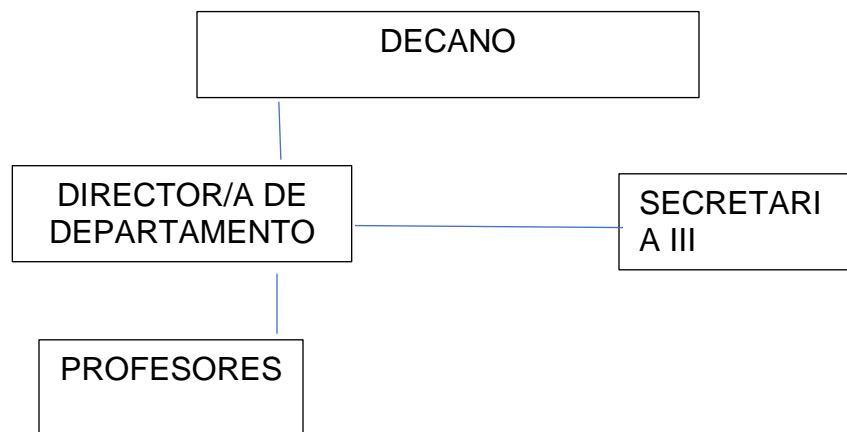 DECANO
DIRECTOR/A DE
DEPARTAMENTO
SECRETARI
A III
PROFESORES